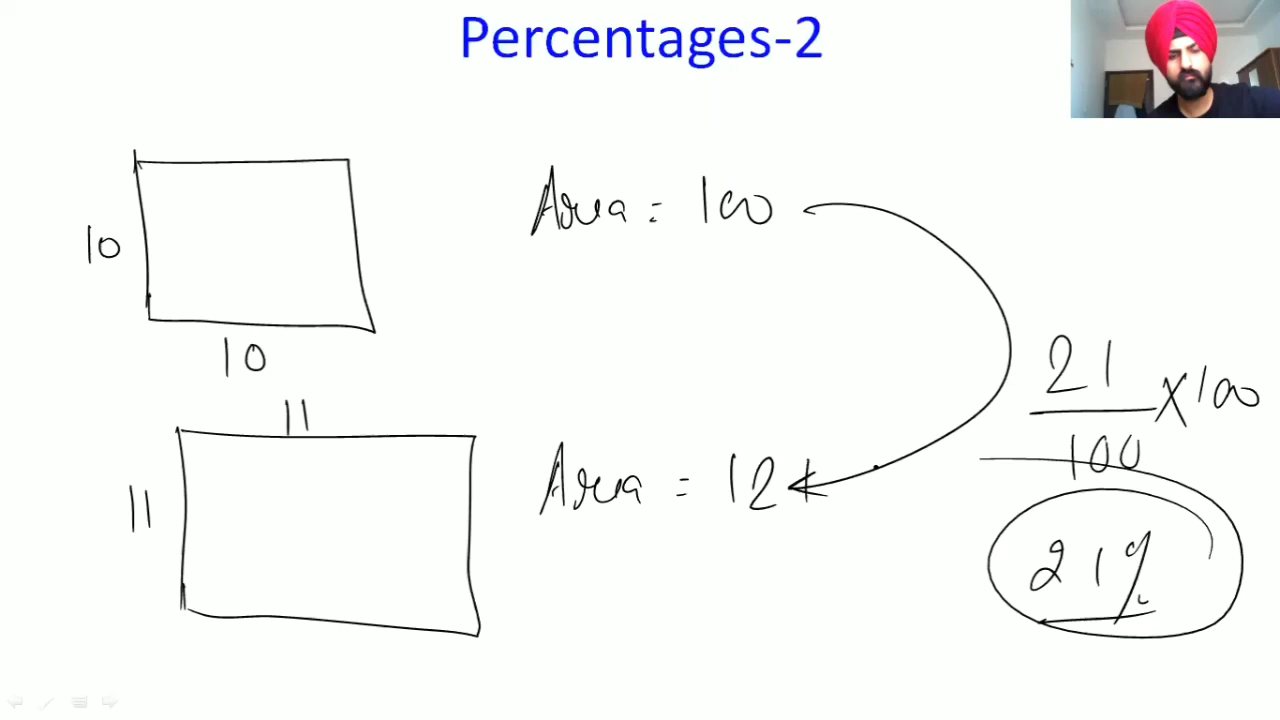 Percentages-2
Area = 100
10
10
11
11
Area = 121
21
100
×100
21%